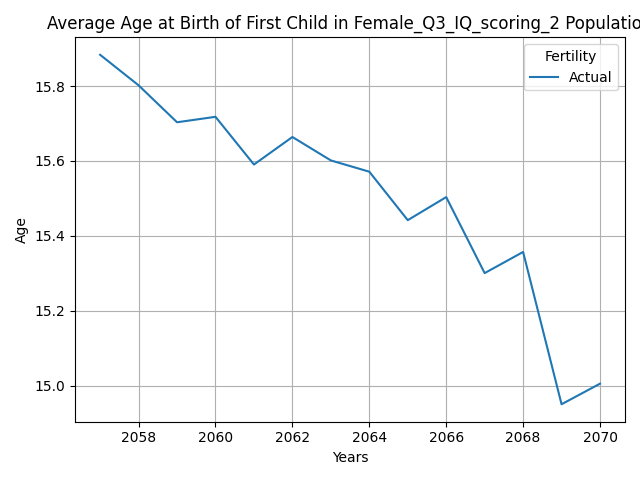 Average Age at Birth of First Child in Female_Q3_IQ_scoring_2 Populatio
Fertility
Actual
15.8
15.6
15.4
15.2
15.0
Age
2058 2060 2062 2064 2066 2068 2070
Years